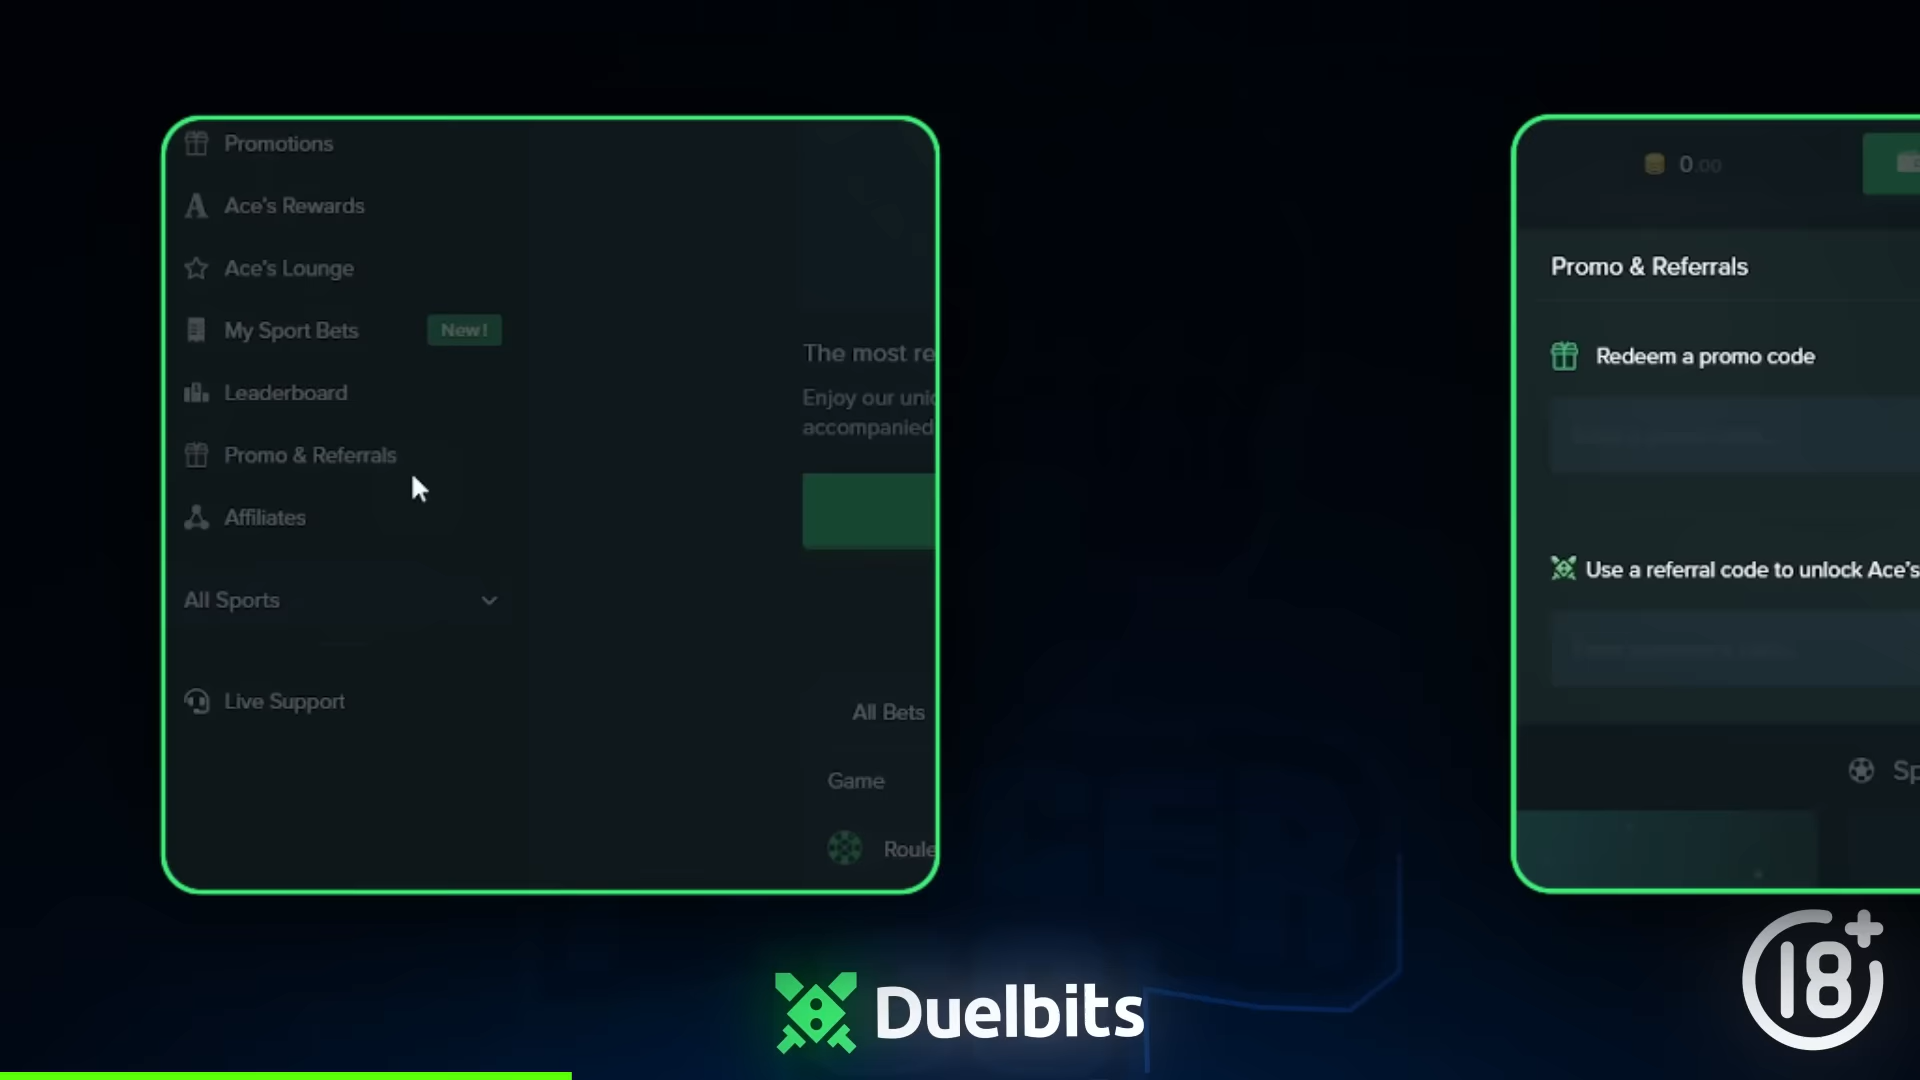 Promotions
Ace's Rewards
Ace's Lounge
My Sport Bets New!
Leaderboard
Promo & Referrals
Affiliates
All Sports
Live Support
The most re
Enjoy our uni
accompanied
All Bets
Game
Roule
0.00
Promo & Referrals
Redeem a promo code
Use a referral code to unlock Ace's
Sp
Duelbits
18+